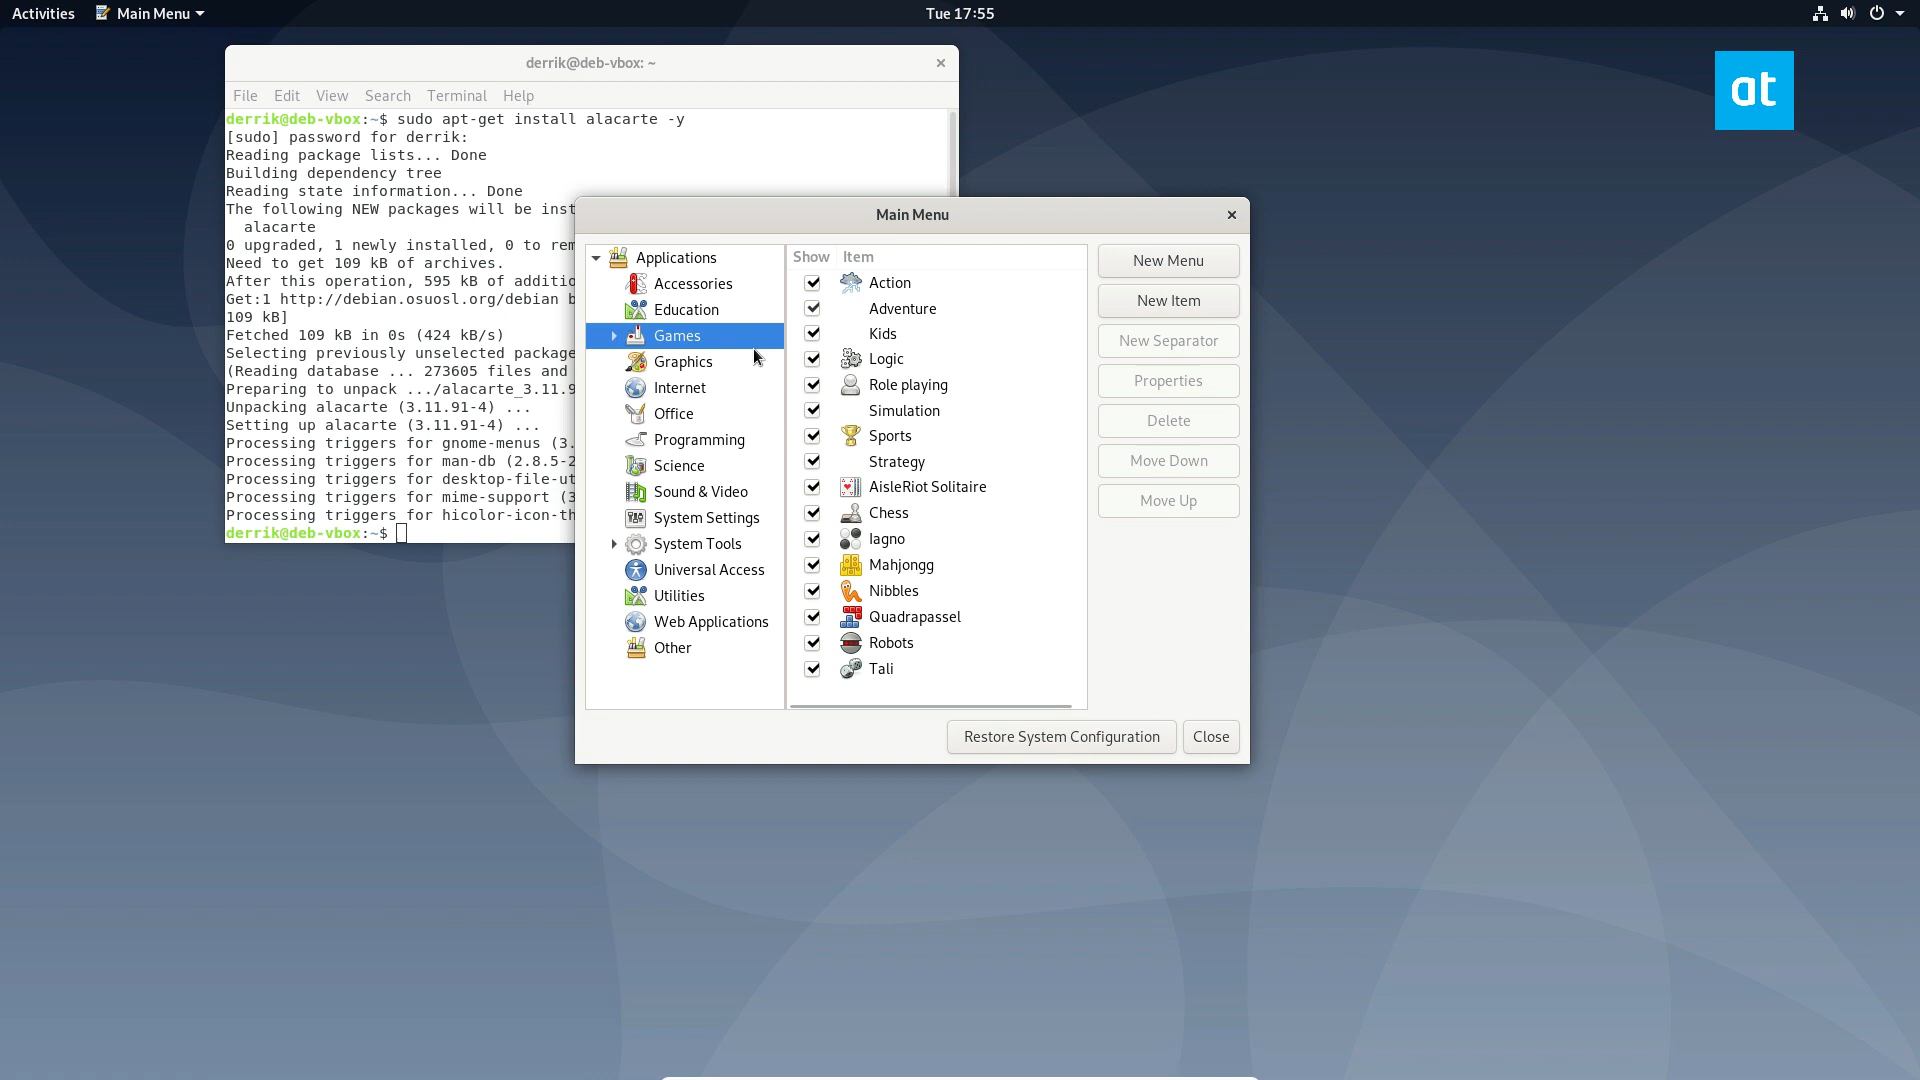 Activities
Main Menu
Tue 17:55
at
derrik@deb-vbox: ~
File Edit View Search Terminal Help
derrik@deb-vbox:~$ sudo apt-get install alacarte -y
[sudo] password for derrik:
Reading package lists... Done
Building dependency tree
Reading state information... Done
The following NEW packages will be inst
alacarte
0 upgraded, 1 newly installed, 0 to rem
Need to get 109 kB of archives.
After this operation, 595 kB of additio
Get:1 http://debian.osuosl.org/debian b
109 kB]
Fetched 109 kB in 0s (424 kB/s)
Selecting previously unselected package
(Reading database ... 273605 files and
Preparing to unpack .../alacarte_3.11.9
Unpacking alacarte (3.11.91-4) ...
Setting up alacarte (3.11.91-4) ...
Processing triggers for gnome-menus (3.
Processing triggers for man-db (2.8.5-2
Processing triggers for desktop-file-ut
Processing triggers for mime-support (3
Processing triggers for hicolor-icon-th
derrik@deb-vbox:~$
Main Menu
Applications
Accessories
Education
Games
Graphics
Internet
Office
Programming
Science
Sound & Video
System Settings
System Tools
Universal Access
Utilities
Web Applications
Other
Show Item
Action
Adventure
Kids
Logic
Role playing
Simulation
Sports
Strategy
AisleRiot Solitaire
Chess
Iagno
Mahjongg
Nibbles
Quadrapassel
Robots
Tali
New Menu
New Item
New Separator
Properties
Delete
Move Down
Move Up
Restore System Configuration
Close